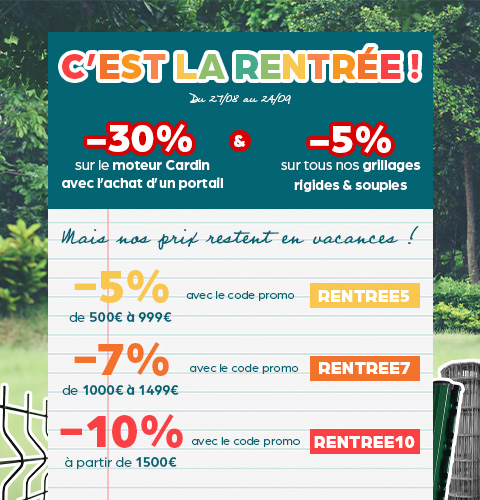 C'EST LA RENTRÉE !
Du 27/08 au 24/09
-30% & -5%
sur le moteur Cardin
avec l'achat d'un portail
sur tous nos grillages
rigides & souples
Mais nos prix restent en vacances !
-5% avec le code promo RENTREE5
de 500€ à 999€
-7% avec le code promo RENTREE7
de 1000€ à 1499€
-10% avec le code promo RENTREE10
à partir de 1500€